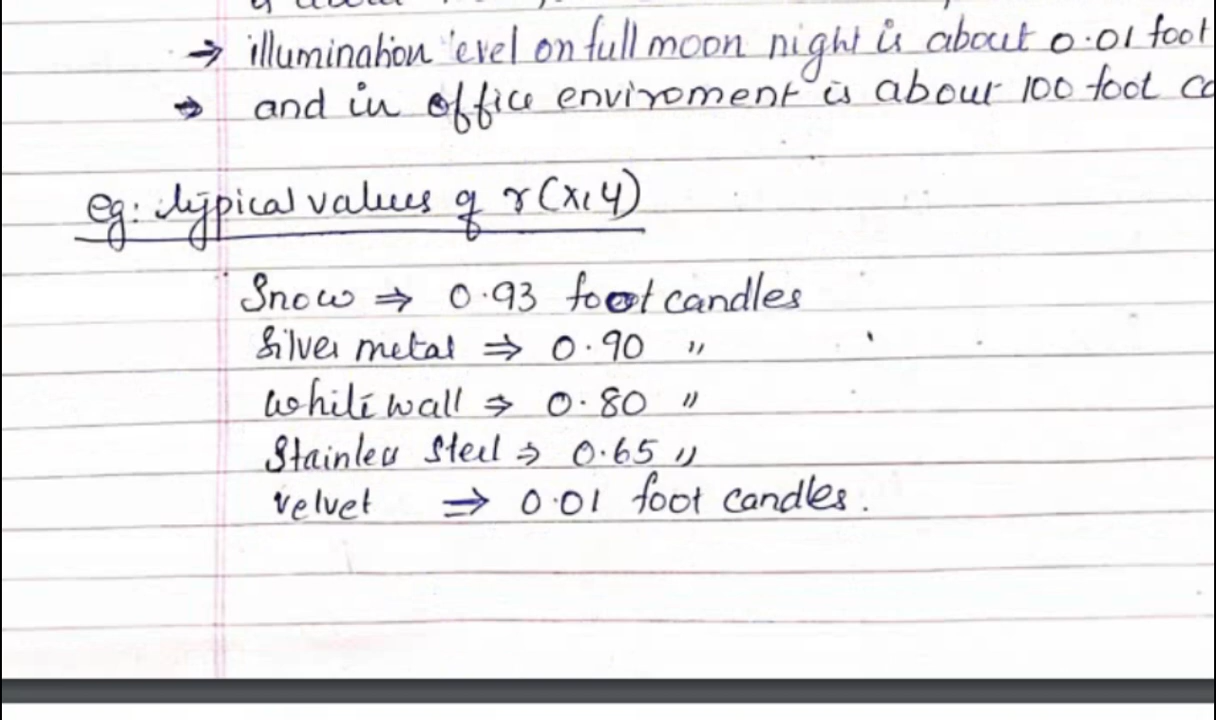 → illumination level on full moon night is about 0.01 foot
→ and in office enviroment is about 100 foot
eg: typical values of r(x,y)
Snow ⇒ 0.93 foot candles
Silver metal ⇒ 0.90 "
White wall ⇒ 0.80 "
Stainless Steel ⇒ 0.65 "
velvet ⇒ 0.01 foot candles.